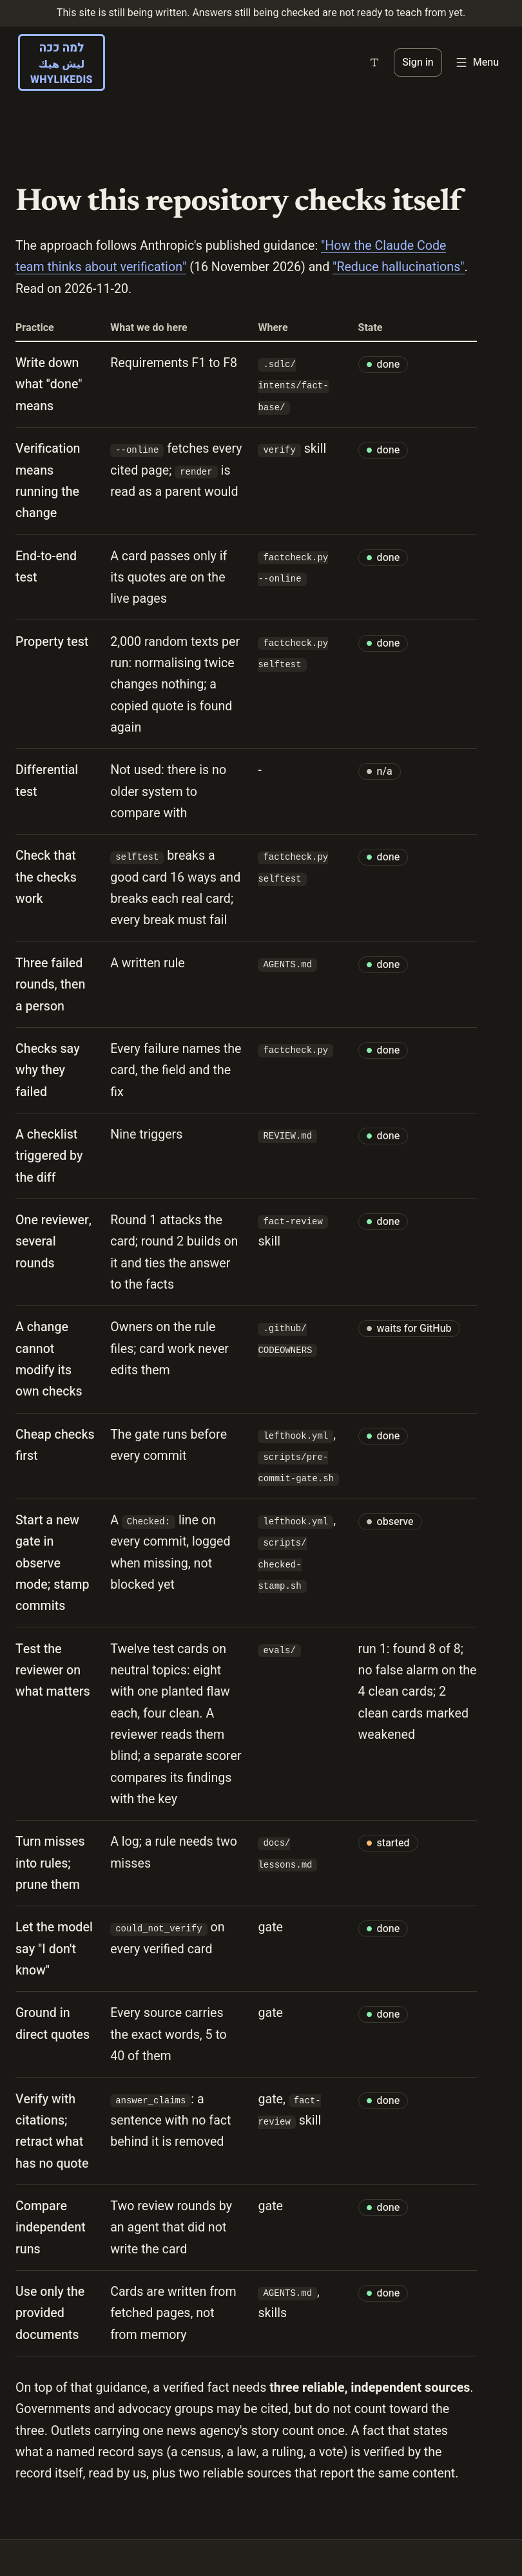 This site is still being written. Answers still being checked are not ready to teach from yet.
למה ככה
ليش هيك
WHYLIKEDIS
T
Sign in
Menu
How this repository checks itself
The approach follows Anthropic's published guidance: "How the Claude Code
team thinks about verification" (16 November 2026) and "Reduce hallucinations".
Read on 2026-11-20.
Practice What we do here Where State
Write down
what "done"
means
Requirements F1 to F8
.sdlc/
intents/fact-
base/
done
Verification
means
running the
change
--online fetches every
cited page; render is
read as a parent would
verify skill
done
End-to-end
test
A card passes only if
its quotes are on the
live pages
factcheck.py
--online
done
Property test
2,000 random texts per
run: normalising twice
changes nothing; a
copied quote is found
again
factcheck.py
selftest
done
Differential
test
Not used: there is no
older system to
compare with
-
n/a
Check that
the checks
work
selftest breaks a
good card 16 ways and
breaks each real card;
every break must fail
factcheck.py
selftest
done
Three failed
rounds, then
a person
A written rule
AGENTS.md
done
Checks say
why they
failed
Every failure names the
card, the field and the
fix
factcheck.py
done
A checklist
triggered by
the diff
Nine triggers
REVIEW.md
done
One reviewer,
several
rounds
Round 1 attacks the
card; round 2 builds on
it and ties the answer
to the facts
fact-review
skill
done
A change
cannot
modify its
own checks
Owners on the rule
files; card work never
edits them
.github/
CODEOWNERS
waits for GitHub
Cheap checks
first
The gate runs before
every commit
lefthook.yml,
scripts/pre-
commit-gate.sh
done
Start a new
gate in
observe
mode; stamp
commits
A Checked: line on
every commit, logged
when missing, not
blocked yet
lefthook.yml,
scripts/
checked-
stamp.sh
observe
Test the
reviewer on
what matters
Twelve test cards on
neutral topics: eight
with one planted flaw
each, four clean. A
reviewer reads them
blind; a separate scorer
compares its findings
with the key
evals/
run 1: found 8 of 8;
no false alarm on the
4 clean cards; 2
clean cards marked
weakened
Turn misses
into rules;
prune them
A log; a rule needs two
misses
docs/
lessons.md
started
Let the model
say "I don't
know"
could_not_verify on
every verified card
gate
done
Ground in
direct quotes
Every source carries
the exact words, 5 to
40 of them
gate
done
Verify with
citations;
retract what
has no quote
answer_claims: a
sentence with no fact
behind it is removed
gate, fact-
review skill
done
Compare
independent
runs
Two review rounds by
an agent that did not
write the card
gate
done
Use only the
provided
documents
Cards are written from
fetched pages, not
from memory
AGENTS.md,
skills
done
On top of that guidance, a verified fact needs three reliable, independent sources.
Governments and advocacy groups may be cited, but do not count toward the
three. Outlets carrying one news agency's story count once. A fact that states
what a named record says (a census, a law, a ruling, a vote) is verified by the
record itself, read by us, plus two reliable sources that report the same content.